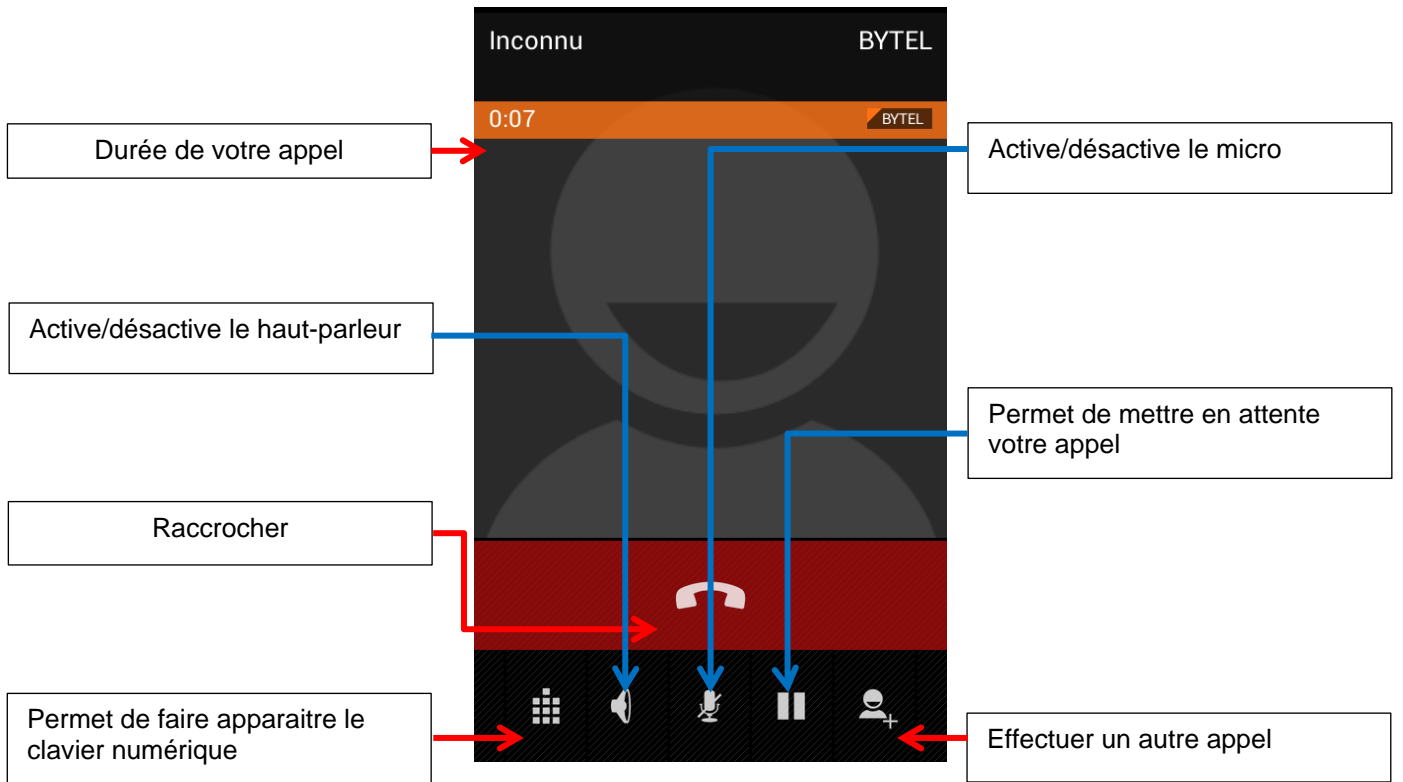 Inconnu BYTEL
0:07 BYTEL
Durée de votre appel
Active/désactive le micro
Active/désactive le haut-parleur
Permet de mettre en attente
votre appel
Raccrocher
Permet de faire apparaitre le
clavier numérique
Effectuer un autre appel